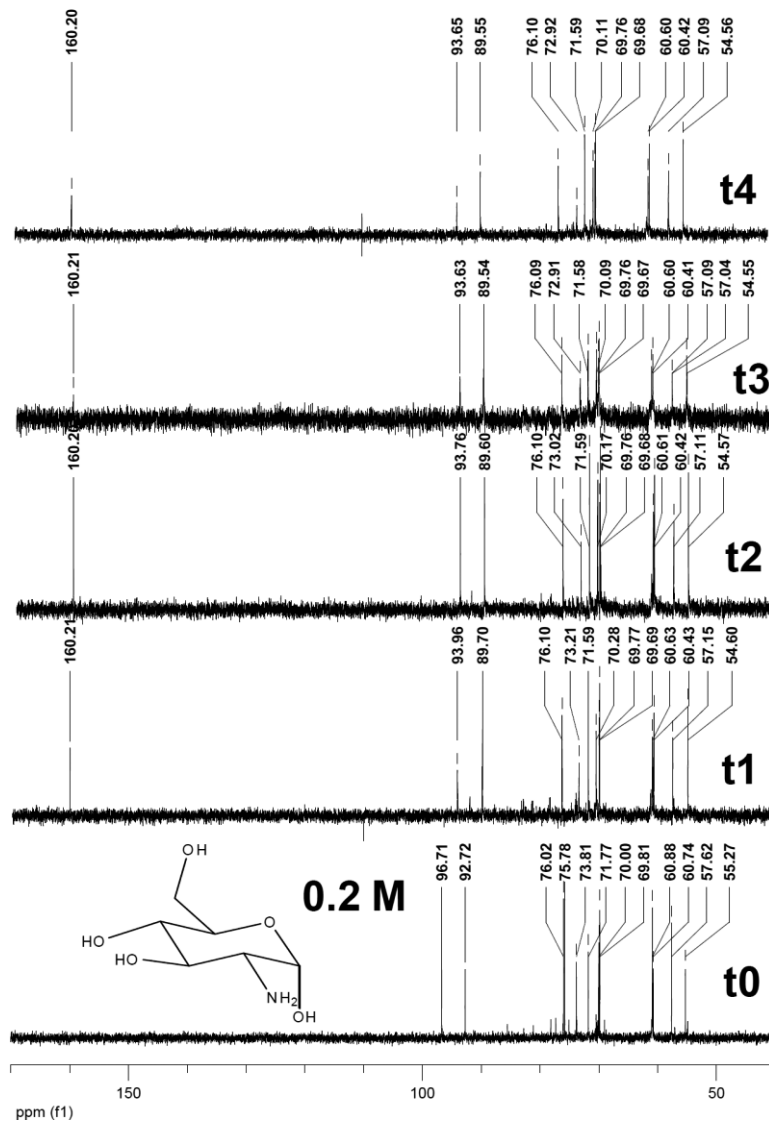 160.20 93.65 89.55 76.10 72.92 71.59 70.11 69.76 69.68 60.60 60.42 57.09 54.56
t4
160.21 93.63 89.54 76.09 72.91 71.58 70.09 69.76 69.67 60.60 60.41 57.09 57.04 54.55
t3
160.20 93.76 89.60 76.10 73.02 71.59 70.17 69.76 69.68 60.61 60.42 57.11 54.57
t2
160.21 93.96 89.70 76.10 73.21 71.59 70.28 69.77 69.69 60.63 60.43 57.15 54.60
t1
96.71 92.72 76.02 75.78 73.81 71.77 70.00 69.81 60.88 60.74 57.62 55.27
OH
0.2 M
O
HO
HO
NH2
OH
t0
150 100 50
ppm (f1)